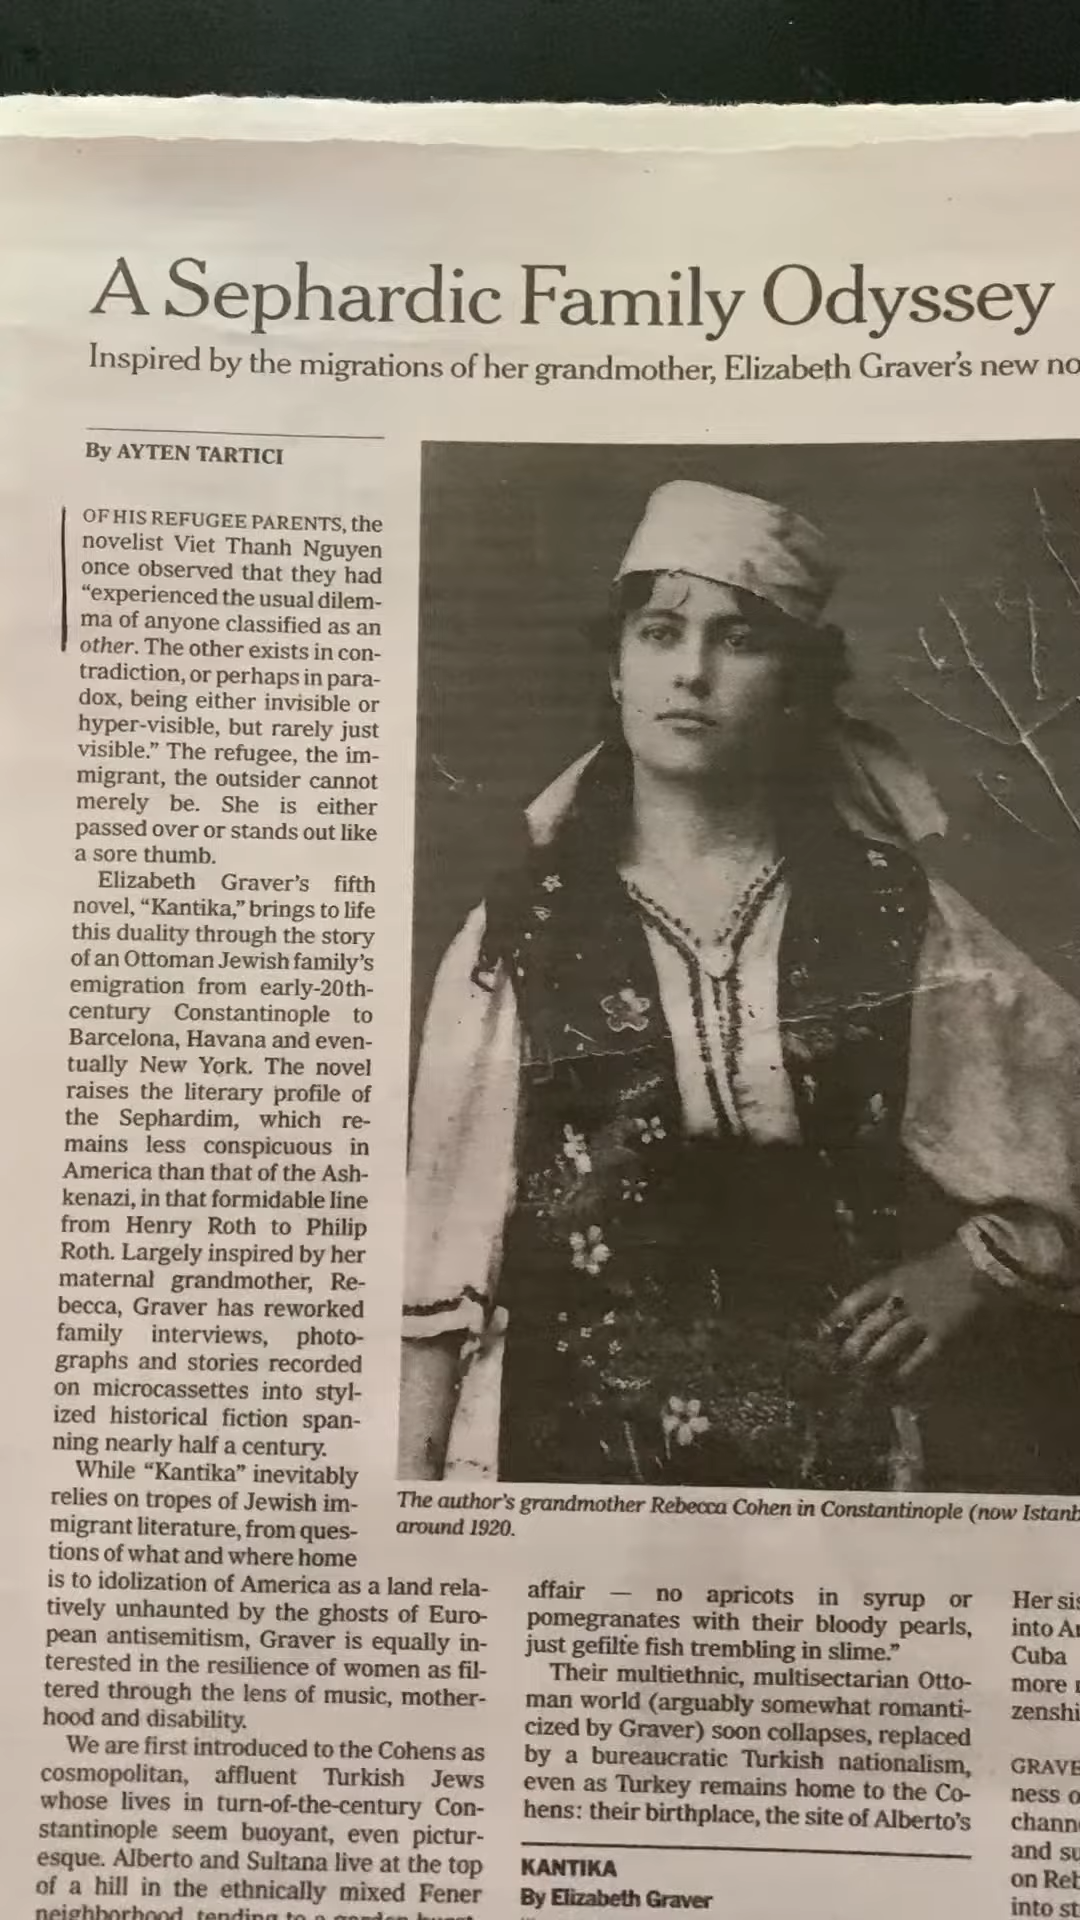 A Sephardic Family Odyssey
Inspired by the migrations of her grandmother, Elizabeth Graver's new
By AYTEN TARTICI
OF HIS REFUGEE PARENTS, the
novelist Viet Thanh Nguyen
once observed that they had
“experienced the usual dilem-
ma of anyone classified as an
other. The other exists in con-
tradiction, or perhaps in para-
dox, being either invisible or
hyper-visible, but rarely just
visible.” The refugee, the im-
migrant, the outsider cannot
merely be. She is either
passed over or stands out like
a sore thumb.
Elizabeth Graver’s fifth
novel, “Kantika,” brings to life
this duality through the story
of an Ottoman Jewish family’s
emigration from early-20th-
century Constantinople to
Barcelona, Havana and even-
tually New York. The novel
raises the literary profile of
the Sephardim, which re-
mains less conspicuous in
America than that of the Ash-
kenazi, in that formidable line
from Henry Roth to Philip
Roth. Largely inspired by her
maternal grandmother, Re-
becca, Graver has reworked
family interviews, photo-
graphs and stories recorded
on microcassettes into styl-
ized historical fiction span-
ning nearly half a century.
While “Kantika” inevitably
relies on tropes of Jewish im-
migrant literature, from ques-
tions of what and where home
is to idolization of America as a land rela-
tively unhaunted by the ghosts of Euro-
pean antisemitism, Graver is equally in-
terested in the resilience of women as fil-
tered through the lens of music, mother-
hood and disability.
We are first introduced to the Cohens as
cosmopolitan, affluent Turkish Jews
whose lives in turn-of-the-century Con-
stantinople seem buoyant, even pictur-
esque. Alberto and Sultana live at the top
of a hill in the ethnically mixed Fener
neighborhood, tending to a garden
The author’s grandmother Rebecca Cohen in Constantinople (now
around 1920.
affair — no apricots in syrup or
pomegranates with their bloody pearls,
just gefilte fish trembling in slime.”
Their multiethnic, multisectarian Otto-
man world (arguably somewhat romanti-
cized by Graver) soon collapses, replaced
by a bureaucratic Turkish nationalism,
even as Turkey remains home to the Co-
hens: their birthplace, the site of Alberto’s
KANTIKA
By Elizabeth Graver
Her
into
Cuba
more
GRAVE
ness
and
on
into